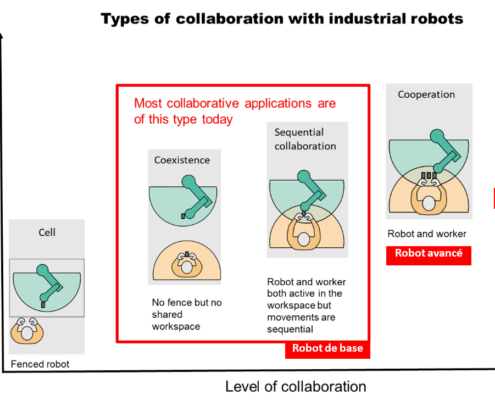 Types of collaboration with industrial robots
Most collaborative applications are
of this type today
Cell
Fenced robot
Coexistence
No fence but no
shared
workspace
Sequential
collaboration
Robot and worker
both active in the
workspace but
movements are
sequential
Robot de base
Cooperation
Robot and worker
Robot avancé
Level of collaboration